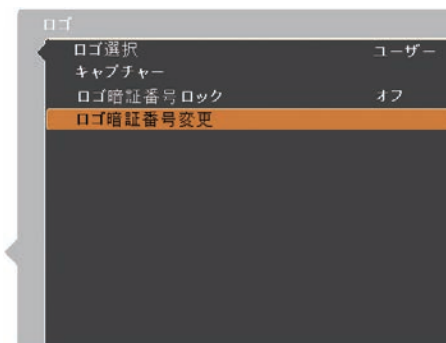 ロゴ
ロゴ選択 ユーザー
キャプチャー
ロゴ暗証番号ロック オフ
ロゴ暗証番号変更